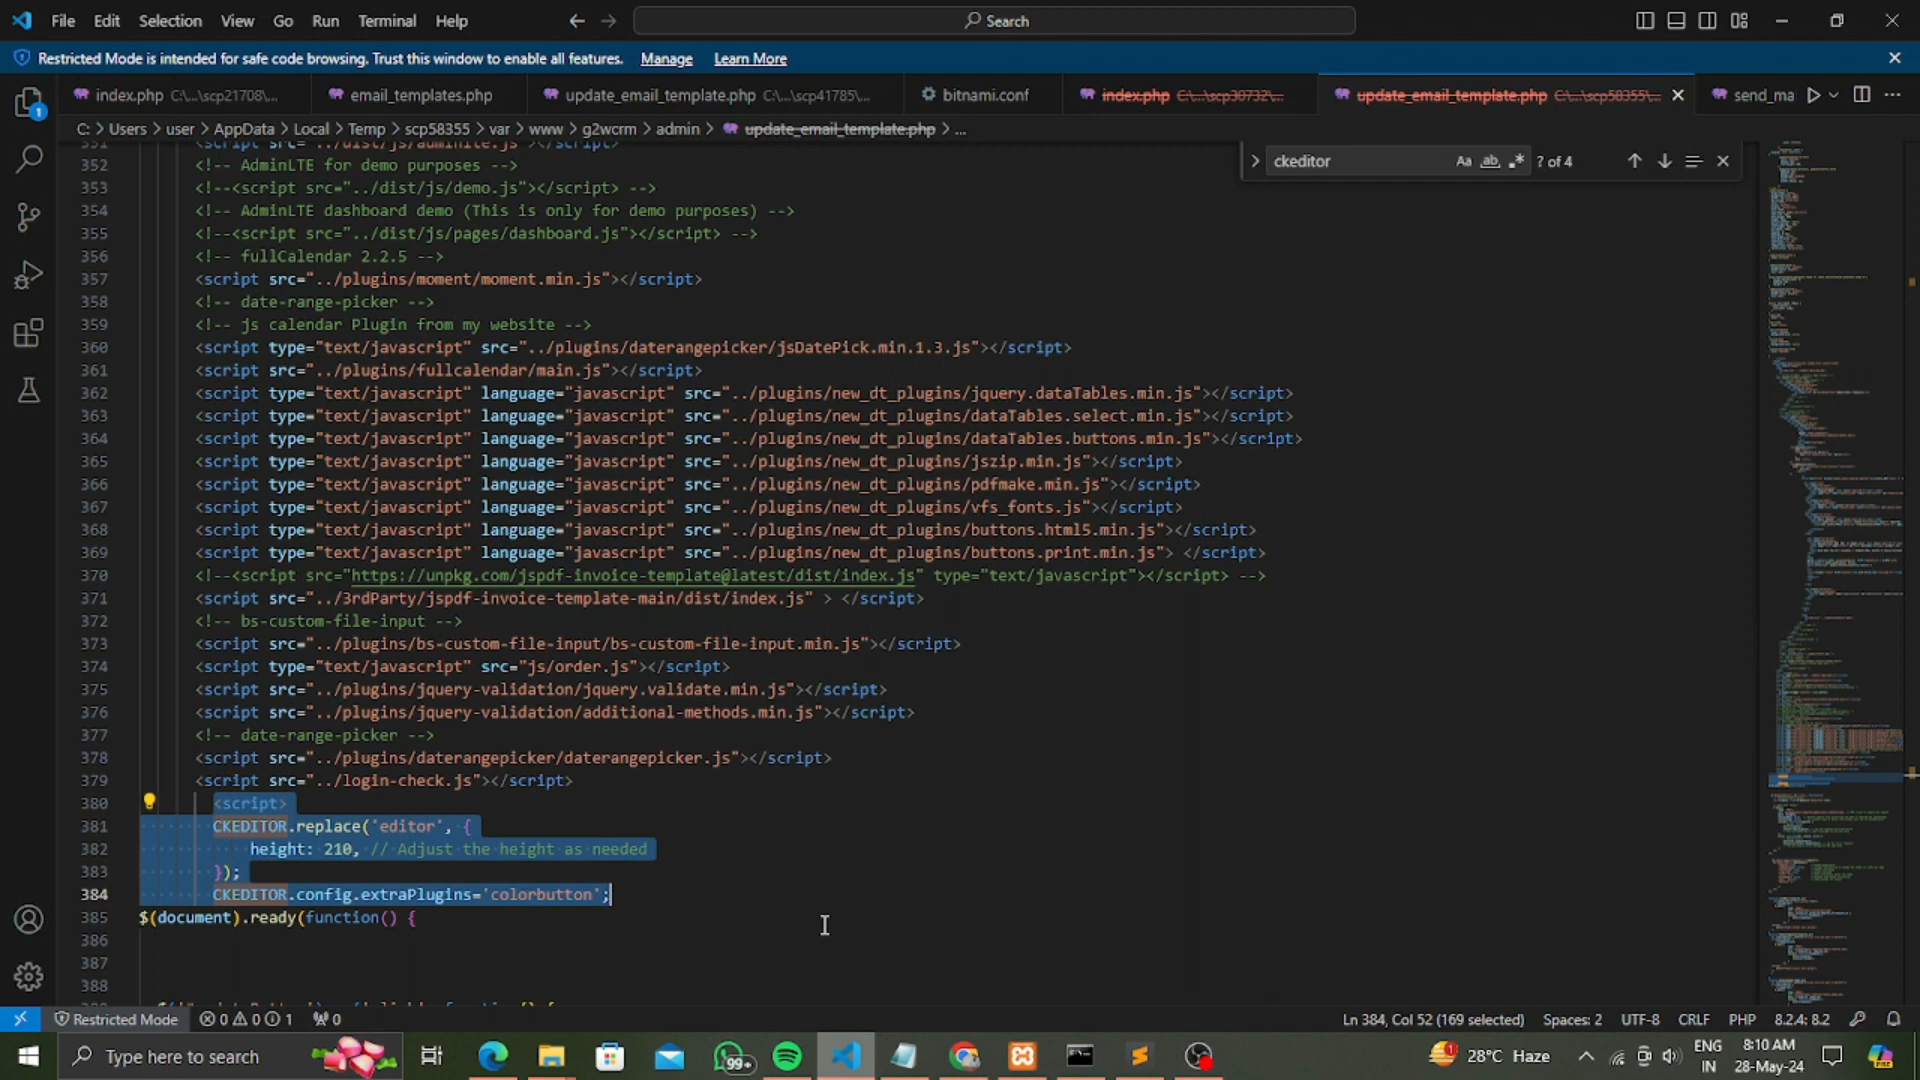 File Edit Selection View Go Run Terminal Help
Search
Restricted Mode is intended for safe code browsing. Trust this window to enable all features. Manage Learn More
index.php C:\...\scp21708\...
email_templates.php
update_email_template.php C:\...\scp41785\...
bitnami.conf
index.php C:\...\scp30732\...
update_email_template.php C:\...\scp58355\...
send_ma
C: > Users > user > AppData > Local > Temp > scp58355 > var > www > g2wcrm > admin > update_email_template.php > ...
ckeditor
Aa ab .* ? of 4
351 <script src="../dist/js/adminlte.js"></script>
352 <!-- AdminLTE for demo purposes -->
353 <!--<script src="../dist/js/demo.js"></script> -->
354 <!-- AdminLTE dashboard demo (This is only for demo purposes) -->
355 <!--<script src="../dist/js/pages/dashboard.js"></script> -->
356 <!-- fullCalendar 2.2.5 -->
357 <script src="../plugins/moment/moment.min.js"></script>
358 <!-- date-range-picker -->
359 <!-- js calendar Plugin from my website -->
360 <script type="text/javascript" src="../plugins/daterangepicker/jsDatePick.min.1.3.js"></script>
361 <script src="../plugins/fullcalendar/main.js"></script>
362 <script type="text/javascript" language="javascript" src="../plugins/new_dt_plugins/jquery.dataTables.min.js"></script>
363 <script type="text/javascript" language="javascript" src="../plugins/new_dt_plugins/dataTables.select.min.js"></script>
364 <script type="text/javascript" language="javascript" src="../plugins/new_dt_plugins/dataTables.buttons.min.js"></script>
365 <script type="text/javascript" language="javascript" src="../plugins/new_dt_plugins/jszip.min.js"></script>
366 <script type="text/javascript" language="javascript" src="../plugins/new_dt_plugins/pdfmake.min.js"></script>
367 <script type="text/javascript" language="javascript" src="../plugins/new_dt_plugins/vfs_fonts.js"></script>
368 <script type="text/javascript" language="javascript" src="../plugins/new_dt_plugins/buttons.html5.min.js"></script>
369 <script type="text/javascript" language="javascript" src="../plugins/new_dt_plugins/buttons.print.min.js"> </script>
370 <!--<script src="https://unpkg.com/jspdf-invoice-template@latest/dist/index.js" type="text/javascript"></script> -->
371 <script src="../3rdParty/jspdf-invoice-template-main/dist/index.js" > </script>
372 <!-- bs-custom-file-input -->
373 <script src="../plugins/bs-custom-file-input/bs-custom-file-input.min.js"></script>
374 <script type="text/javascript" src="js/order.js"></script>
375 <script src="../plugins/jquery-validation/jquery.validate.min.js"></script>
376 <script src="../plugins/jquery-validation/additional-methods.min.js"></script>
377 <!-- date-range-picker -->
378 <script src="../plugins/daterangepicker/daterangepicker.js"></script>
379 <script src="../login-check.js"></script>
380 <script>
381 CKEDITOR.replace('editor', {
382 height: 210, // Adjust the height as needed
383 });
384 CKEDITOR.config.extraPlugins='colorbutton';
385 $(document).ready(function() {
386
387
388
Restricted Mode 0 0 1 0
Ln 384, Col 52 (169 selected) Spaces: 2 UTF-8 CRLF PHP 8.2.4: 8.2
Type here to search
99+
28°C Haze
ENG
IN
8:10 AM
28-May-24